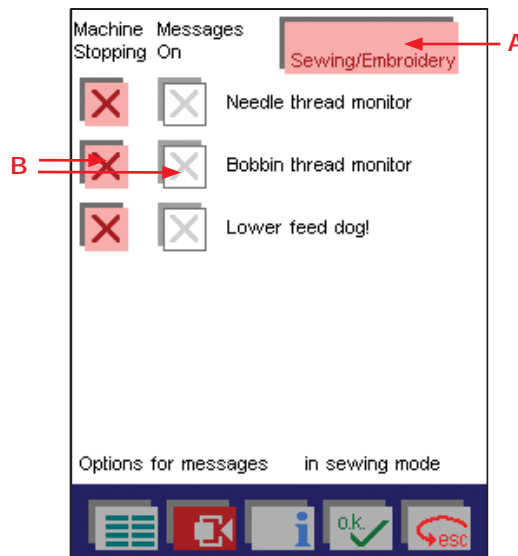 Machine Messages
Stopping On
Sewing/Embroidery
A
Needle thread monitor
B
Bobbin thread monitor
Lower feed dog!
Options for messages in sewing mode
i
o.k.
esc